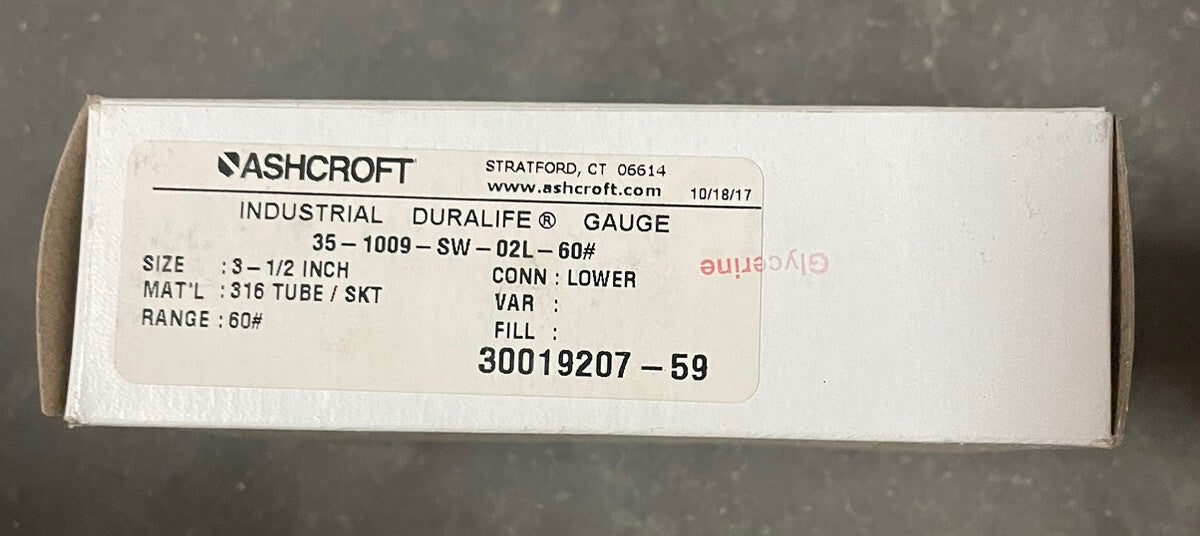 ASHCROFT
STRATFORD, CT 06614
www.ashcroft.com 10/18/17
INDUSTRIAL DURALIFE® GAUGE
35-1009-SW-02L-60#
SIZE : 3-1/2 INCH
MAT'L : 316 TUBE / SKT
RANGE : 60#
CONN : LOWER
VAR :
FILL :
30019207-59
Glycerine